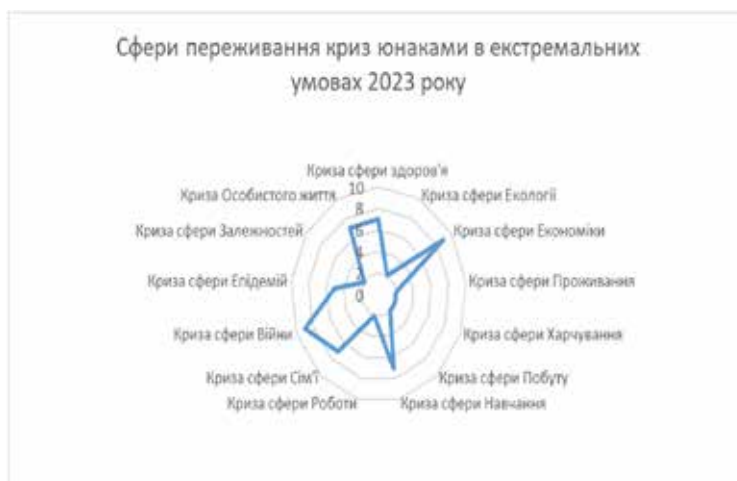 Сфери переживання криз юнаками в екстремальних
умовах 2023 року
Криза сфери здоров'я
Криза сфери Екології
Криза сфери Економіки
Криза сфери Проживання
Криза сфери Харчування
Криза сфери Побуту
Криза сфери Навчання
Криза сфери Роботи
Криза сфери Сім'ї
Криза сфери Війни
Криза сфери Епідемій
Криза сфери Залежностей
Криза Особистого життя
10
8
6
4
2
0